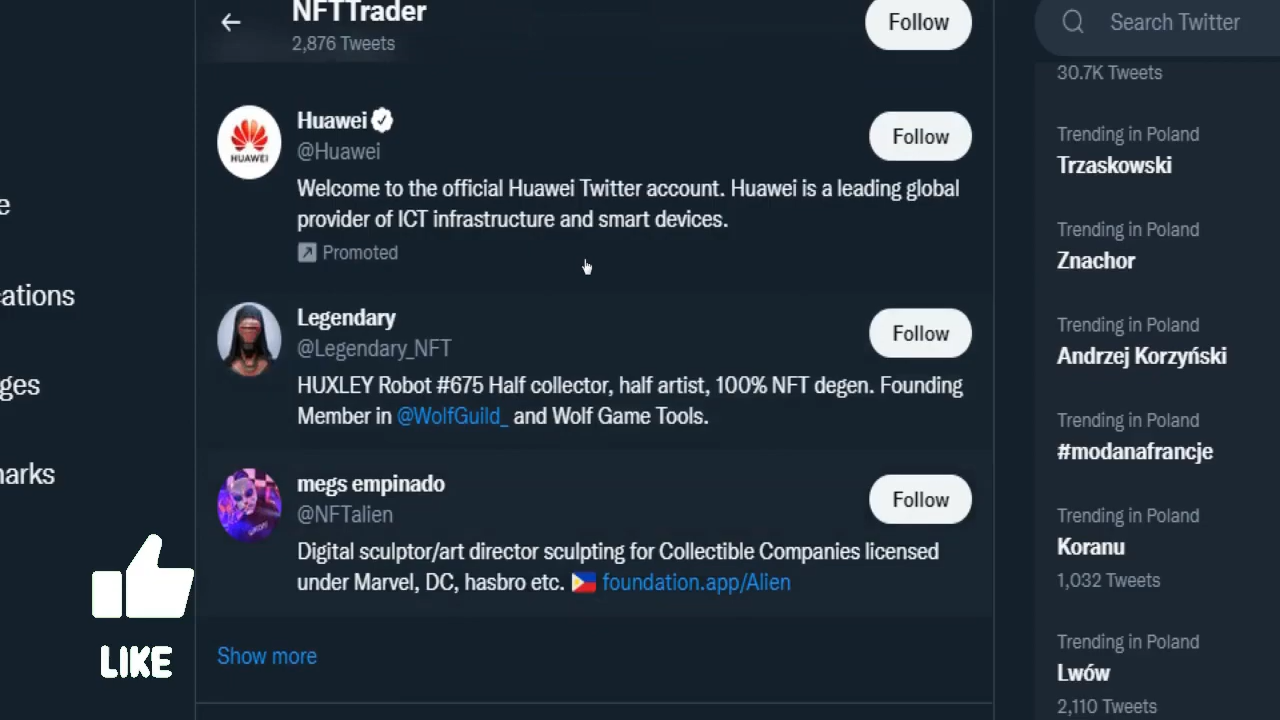 NFTTrader
2,876 Tweets
Follow
Search Twitter
e
cations
ges
marks
LIKE
Huawei
@Huawei
Follow
HUAWEI
Welcome to the official Huawei Twitter account. Huawei is a leading global
provider of ICT infrastructure and smart devices.
Promoted
Legendary
@Legendary_NFT
Follow
HUXLEY Robot #675 Half collector, half artist, 100% NFT degen. Founding
Member in @WolfGuild_ and Wolf Game Tools.
megs empinado
@NFTalien
Follow
Digital sculptor/art director sculpting for Collectible Companies licensed
under Marvel, DC, hasbro etc. 🇵🇭 foundation.app/Alien
Show more
30.7K Tweets
Trending in Poland
Trzaskowski
Trending in Poland
Znachor
Trending in Poland
Andrzej Korzyński
Trending in Poland
#modanafrancje
Trending in Poland
Koranu
1,032 Tweets
Trending in Poland
Lwów
2,110 Tweets